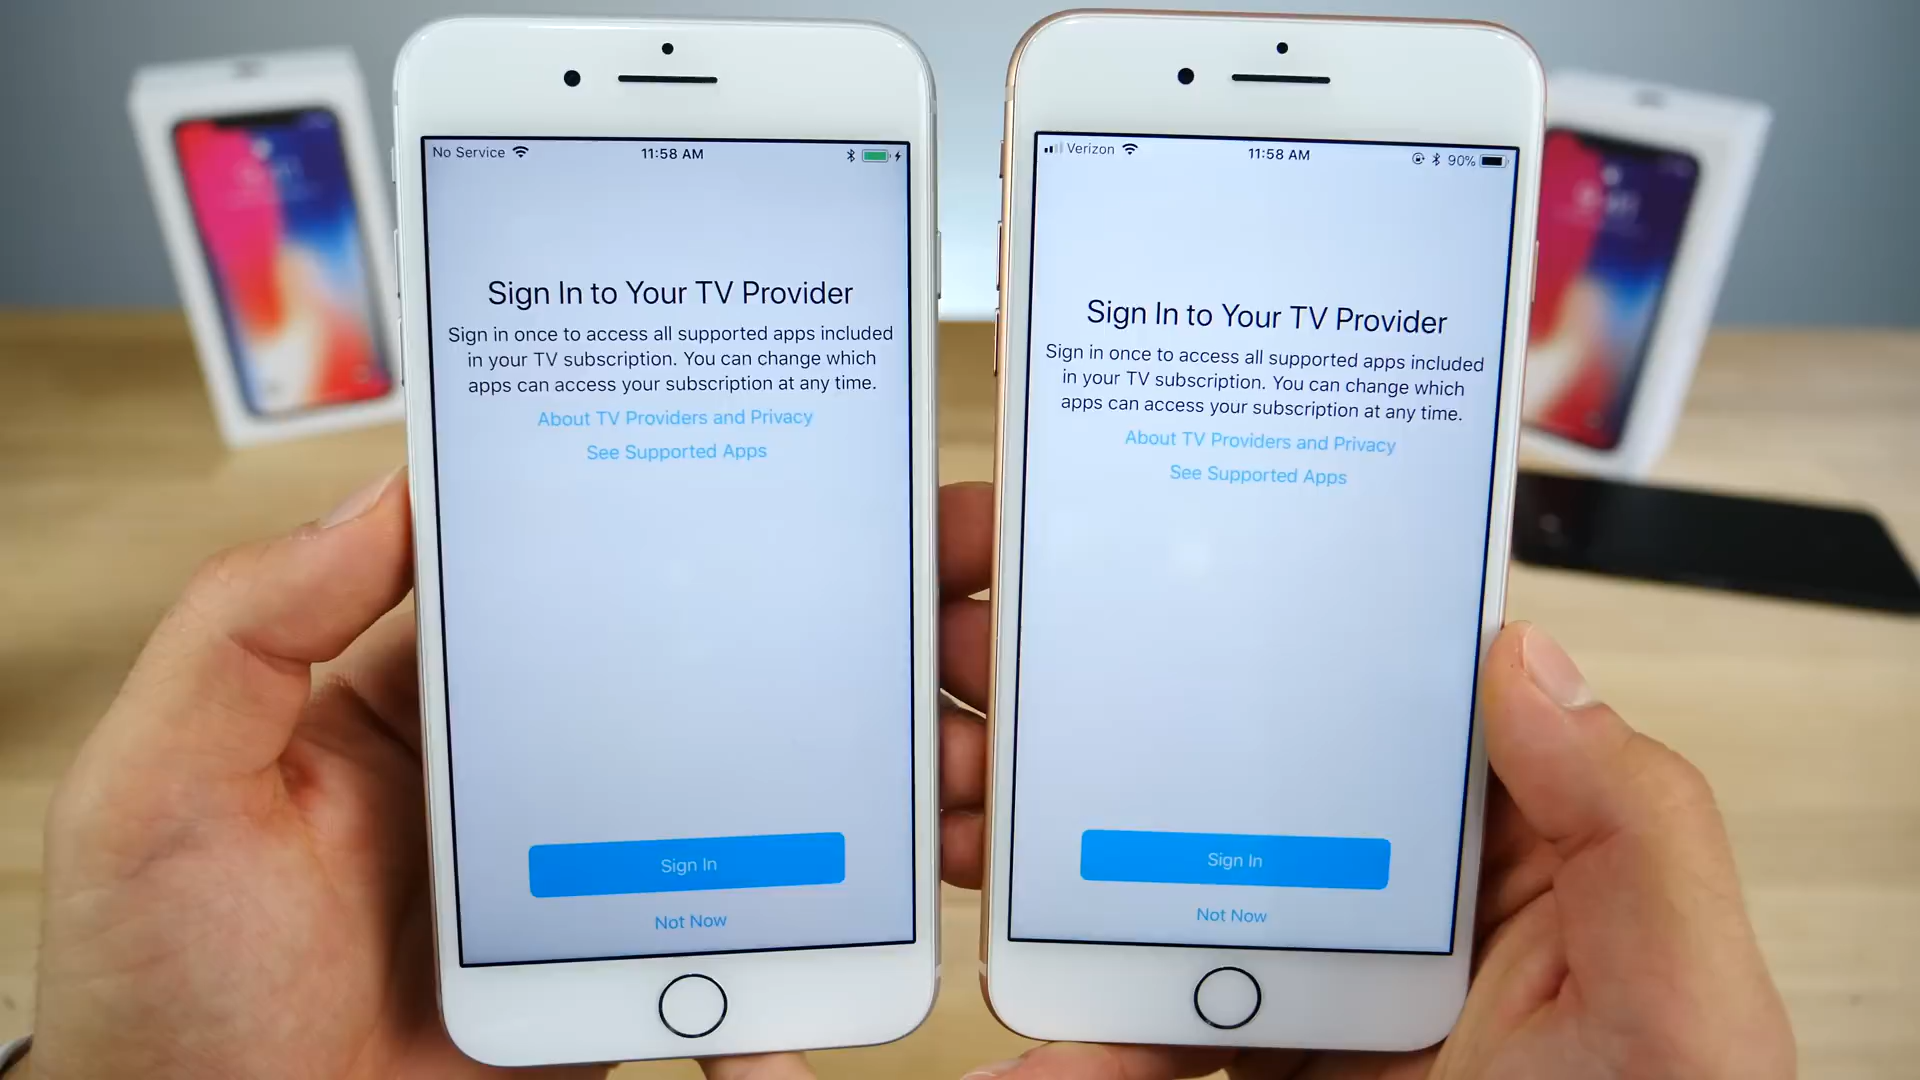 No Service 11:58 AM
Sign In to Your TV Provider
Sign in once to access all supported apps included
in your TV subscription. You can change which
apps can access your subscription at any time.
About TV Providers and Privacy
See Supported Apps
Sign In
Not Now
Verizon 11:58 AM 90%
Sign In to Your TV Provider
Sign in once to access all supported apps included
in your TV subscription. You can change which
apps can access your subscription at any time.
About TV Providers and Privacy
See Supported Apps
Sign In
Not Now